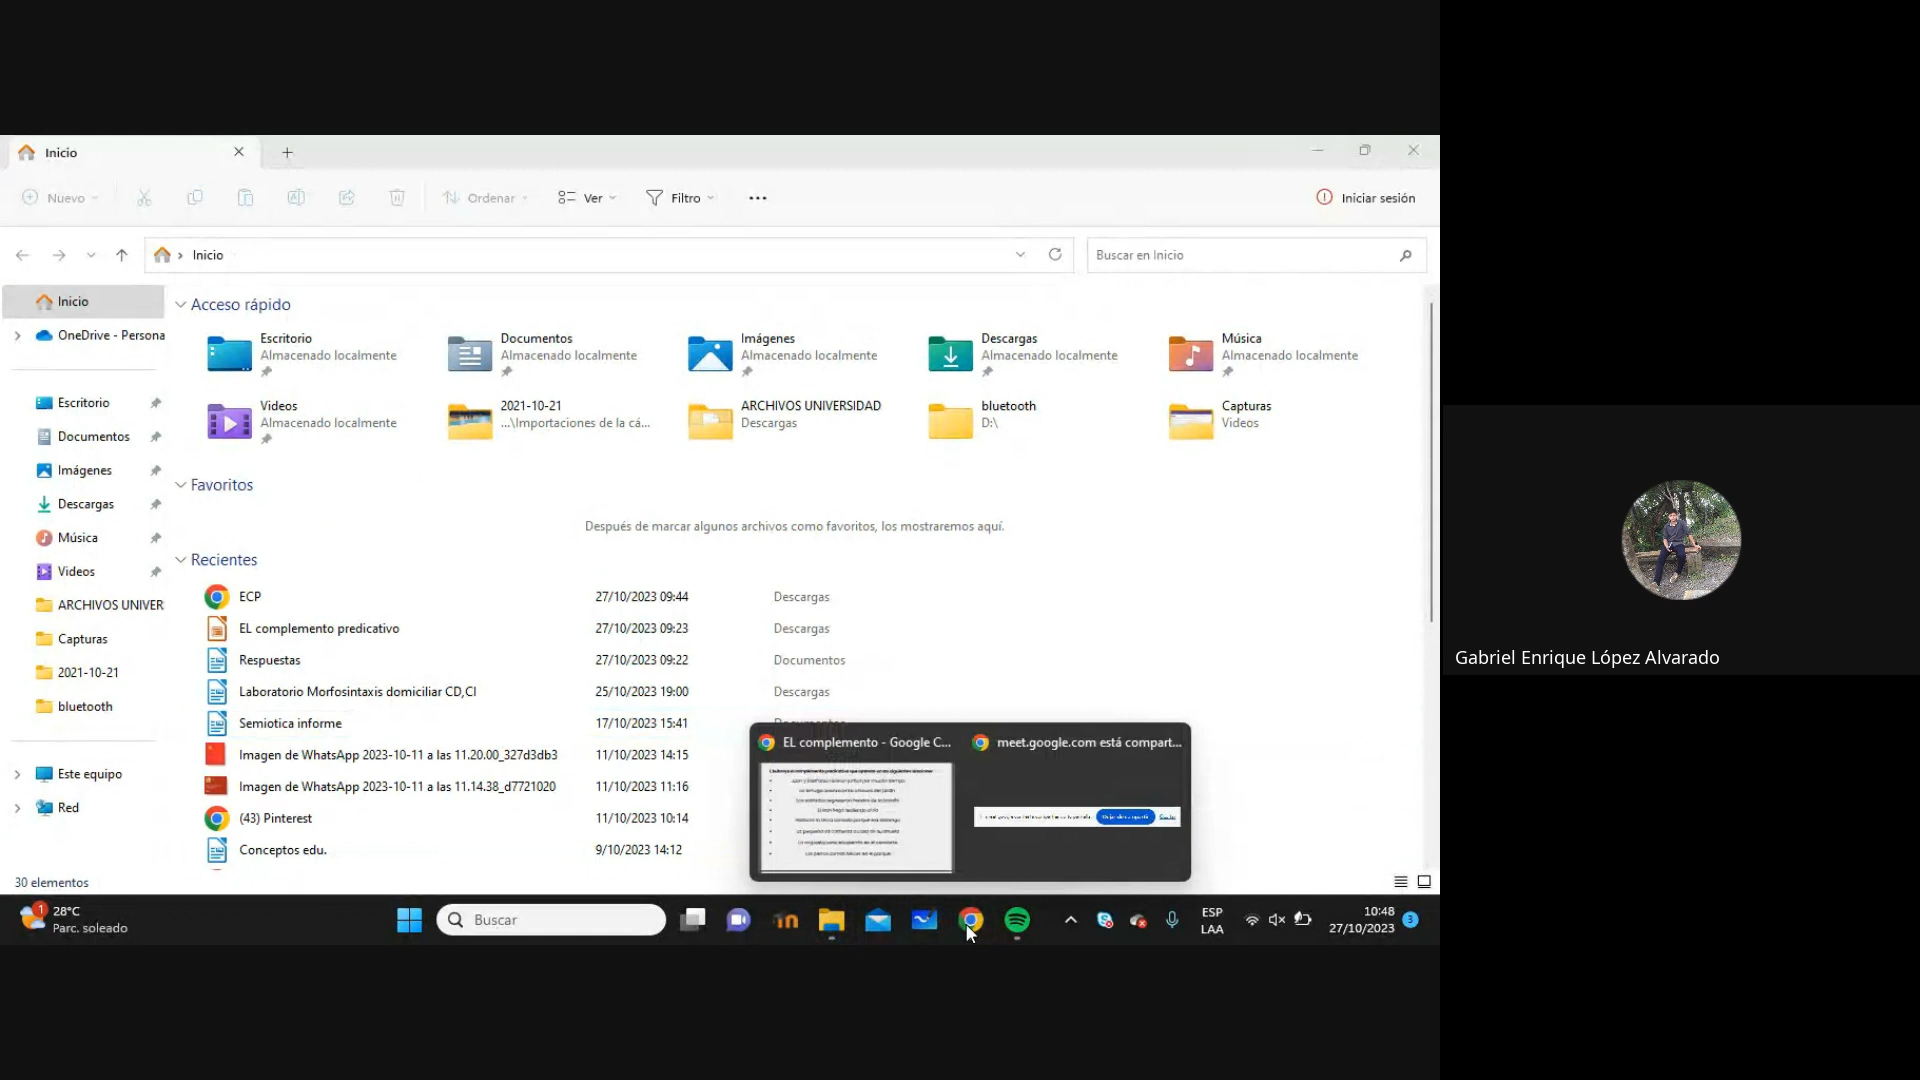 Inicio
Nuevo
Ordenar
Ver
Filtro
Iniciar sesión
Inicio
Buscar en Inicio
Inicio
OneDrive - Persona
Escritorio
Documentos
Imágenes
Descargas
Música
Videos
ARCHIVOS UNIVER
Capturas
2021-10-21
bluetooth
Este equipo
Red
Acceso rápido
Escritorio
Almacenado localmente
Documentos
Almacenado localmente
Imágenes
Almacenado localmente
Descargas
Almacenado localmente
Música
Almacenado localmente
Videos
Almacenado localmente
2021-10-21
...\Importaciones de la cá...
ARCHIVOS UNIVERSIDAD
Descargas
bluetooth
D:\
Capturas
Videos
Favoritos
Después de marcar algunos archivos como favoritos, los mostraremos aquí.
Recientes
ECP 27/10/2023 09:44 Descargas
EL complemento predicativo 27/10/2023 09:23 Descargas
Respuestas 27/10/2023 09:22 Documentos
Laboratorio Morfosintaxis domiciliar CD,CI 25/10/2023 19:00 Descargas
Semiotica informe 17/10/2023 15:41
Imagen de WhatsApp 2023-10-11 a las 11.20.00_327d3db3 11/10/2023 14:15
Imagen de WhatsApp 2023-10-11 a las 11.14.38_d7721020 11/10/2023 11:16
(43) Pinterest 11/10/2023 10:14
Conceptos edu. 9/10/2023 14:12
EL complemento - Google C...
meet.google.com está compart...
30 elementos
1
28°C
Parc. soleado
Buscar
in
ESP
LAA
10:48
27/10/2023
3
Gabriel Enrique López Alvarado